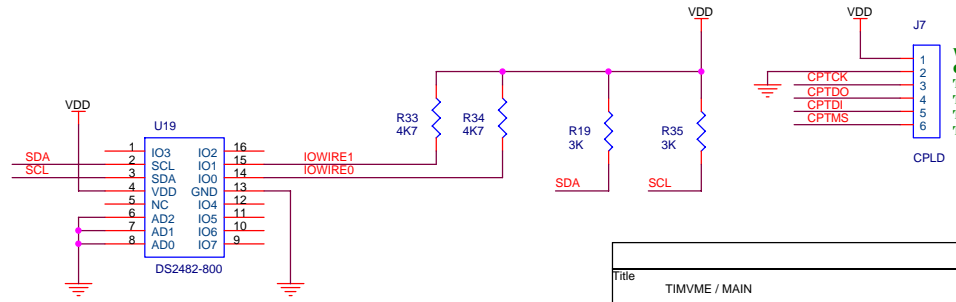 VDD
VDD
J7
1
2
CPTCK 3
CPTDO 4
CPTDI 5
CPTMS 6
CPLD
R33
4K7
R34
4K7
R19
3K
R35
3K
SDA
SCL
VDD
U19
1 IO3 IO2 16
SDA 2 SCL IO1 15 IOWIRE1
SCL 3 SDA IO0 14 IOWIRE0
4 VDD GND 13
5 NC IO4 12
6 AD2 IO5 11
7 AD1 IO6 10
8 AD0 IO7 9
DS2482-800
Title
TIMVME / MAIN